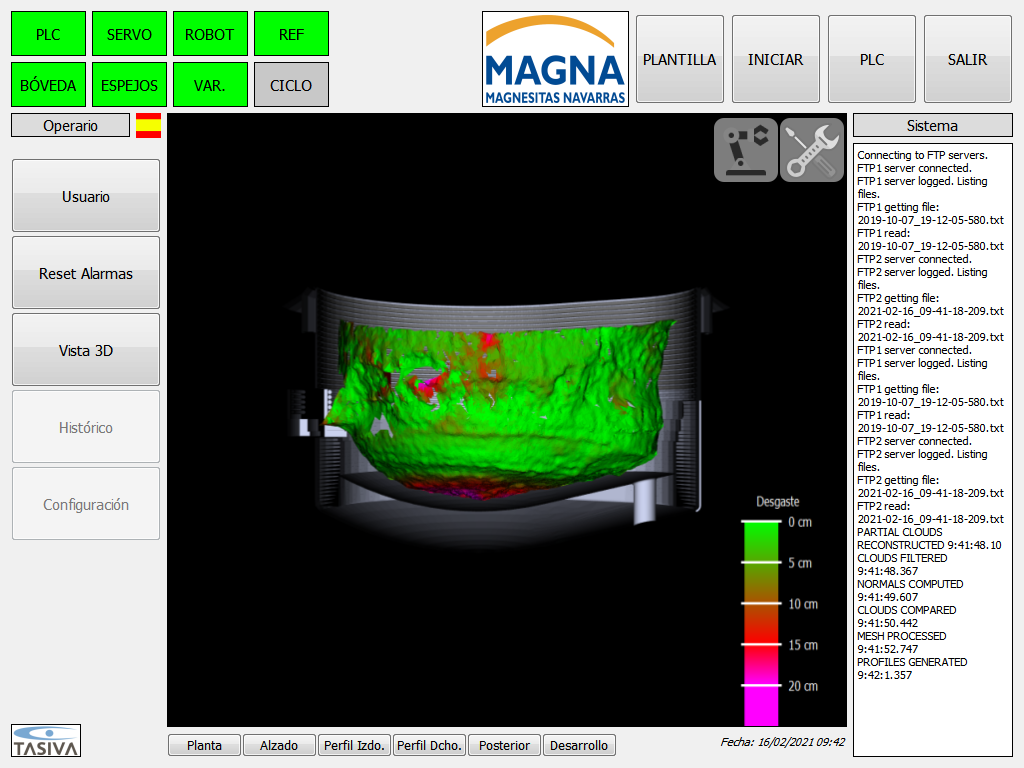 PLC
SERVO
ROBOT
REF
BÓVEDA
ESPEJOS
VAR.
CICLO
MAGNA
MAGNESITAS NAVARRAS
PLANTILLA
INICIAR
PLC
SALIR
Operario
Sistema
Usuario
Reset Alarmas
Vista 3D
Histórico
Configuración
TASIVA
Desgaste
0 cm
5 cm
10 cm
15 cm
20 cm
Connecting to FTP servers.
FTP1 server connected.
FTP1 server logged. Listing
files.
FTP1 getting file:
2019-10-07_19-12-05-580.txt
FTP1 read:
2019-10-07_19-12-05-580.txt
FTP2 server connected.
FTP2 server logged. Listing
files.
FTP2 getting file:
2021-02-16_09-41-18-209.txt
FTP2 read:
2021-02-16_09-41-18-209.txt
FTP1 server connected.
FTP1 server logged. Listing
files.
FTP1 getting file:
2019-10-07_19-12-05-580.txt
FTP1 read:
2019-10-07_19-12-05-580.txt
FTP2 server connected.
FTP2 server logged. Listing
files.
FTP2 getting file:
2021-02-16_09-41-18-209.txt
FTP2 read:
2021-02-16_09-41-18-209.txt
PARTIAL CLOUDS
RECONSTRUCTED 9:41:48.10
CLOUDS FILTERED
9:41:48.367
NORMALS COMPUTED
9:41:49.607
CLOUDS COMPARED
9:41:50.442
MESH PROCESSED
9:41:52.747
PROFILES GENERATED
9:42:1.357
Planta
Alzado
Perfil Izdo.
Perfil Dcho.
Posterior
Desarrollo
Fecha: 16/02/2021 09:42